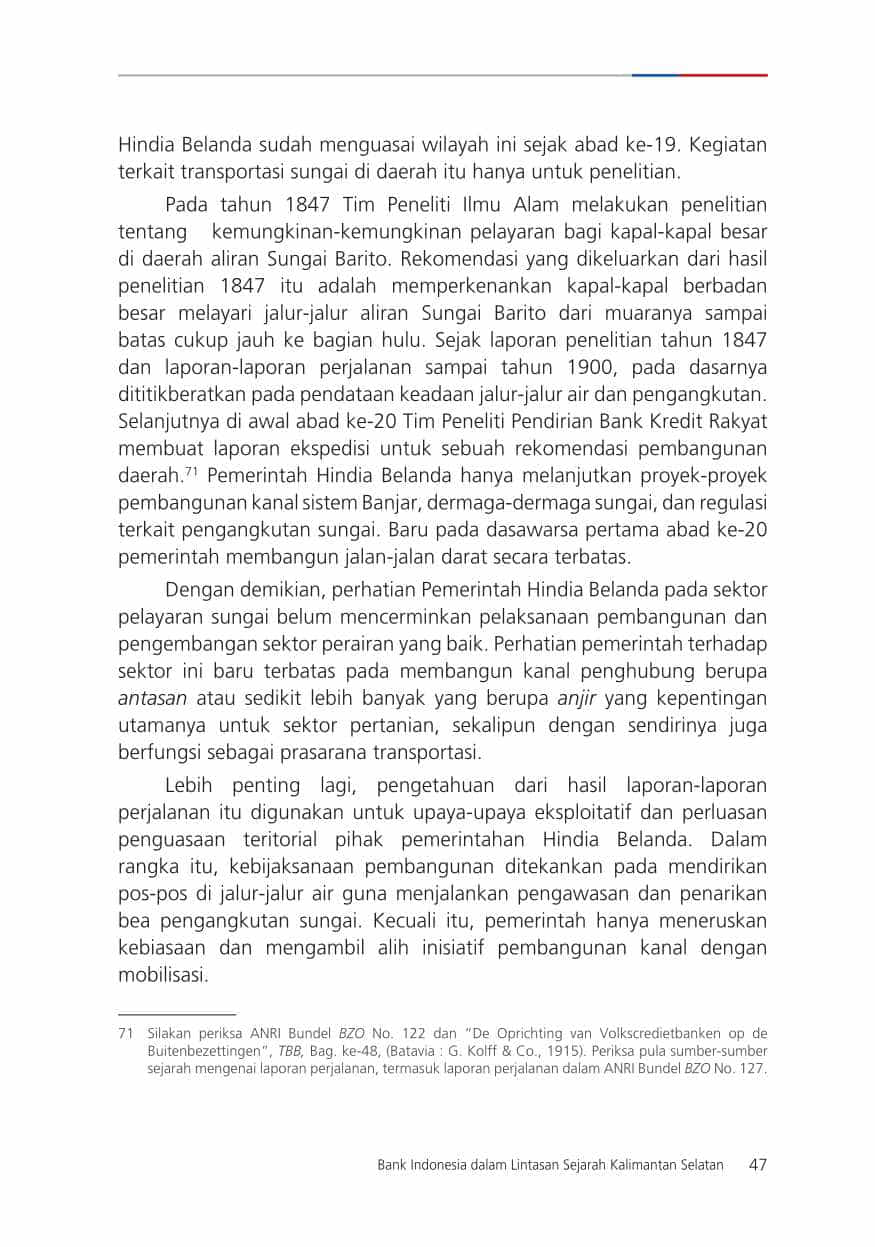 Hindia Belanda sudah menguasai wilayah ini sejak abad ke-19. Kegiatan
terkait transportasi sungai di daerah itu hanya untuk penelitian.
Pada tahun 1847 Tim Peneliti Ilmu Alam melakukan penelitian
tentang kemungkinan-kemungkinan pelayaran bagi kapal-kapal besar
di daerah aliran Sungai Barito. Rekomendasi yang dikeluarkan dari hasil
penelitian 1847 itu adalah memperkenankan kapal-kapal berbadan
besar melayari jalur-jalur aliran Sungai Barito dari muaranya sampai
batas cukup jauh ke bagian hulu. Sejak laporan penelitian tahun 1847
dan laporan-laporan perjalanan sampai tahun 1900, pada dasarnya
dititikberatkan pada pendataan keadaan jalur-jalur air dan pengangkutan.
Selanjutnya di awal abad ke-20 Tim Peneliti Pendirian Bank Kredit Rakyat
membuat laporan ekspedisi untuk sebuah rekomendasi pembangunan
daerah.71 Pemerintah Hindia Belanda hanya melanjutkan proyek-proyek
pembangunan kanal sistem Banjar, dermaga-dermaga sungai, dan regulasi
terkait pengangkutan sungai. Baru pada dasawarsa pertama abad ke-20
pemerintah membangun jalan-jalan darat secara terbatas.
Dengan demikian, perhatian Pemerintah Hindia Belanda pada sektor
pelayaran sungai belum mencerminkan pelaksanaan pembangunan dan
pengembangan sektor perairan yang baik. Perhatian pemerintah terhadap
sektor ini baru terbatas pada membangun kanal penghubung berupa
antasan atau sedikit lebih banyak yang berupa anjir yang kepentingan
utamanya untuk sektor pertanian, sekalipun dengan sendirinya juga
berfungsi sebagai prasarana transportasi.
Lebih penting lagi, pengetahuan dari hasil laporan-laporan
perjalanan itu digunakan untuk upaya-upaya eksploitatif dan perluasan
penguasaan teritorial pihak pemerintahan Hindia Belanda. Dalam
rangka itu, kebijaksanaan pembangunan ditekankan pada mendirikan
pos-pos di jalur-jalur air guna menjalankan pengawasan dan penarikan
bea pengangkutan sungai. Kecuali itu, pemerintah hanya meneruskan
kebiasaan dan mengambil alih inisiatif pembangunan kanal dengan
mobilisasi.
71 Silakan periksa ANRI Bundel BZO No. 122 dan “De Oprichting van Volkscredietbanken op de
Buitenbezettingen”, TBB, Bag. ke-48, (Batavia : G. Kolff & Co., 1915). Periksa pula sumber-sumber
sejarah mengenai laporan perjalanan, termasuk laporan perjalanan dalam ANRI Bundel BZO No. 127.
Bank Indonesia dalam Lintasan Sejarah Kalimantan Selatan 47